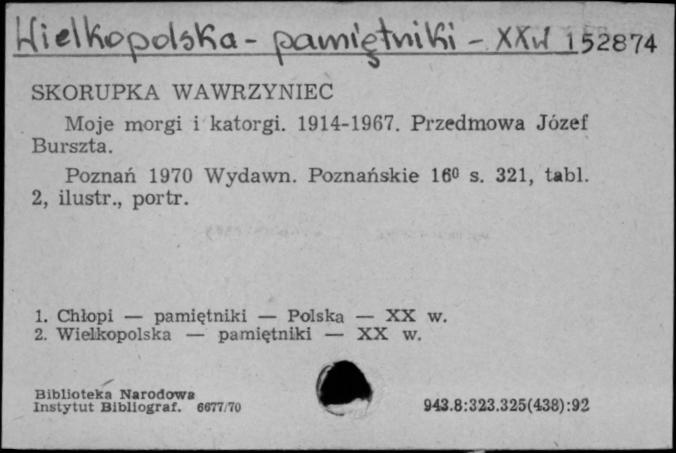 Wielkopolska - pamiętniki - XX w 152874
SKORUPKA WAWRZYNIEC
Moje morgi i katorgi. 1914-1967. Przedmowa Józef
Burszta.
Poznań 1970 Wydawn. Poznańskie 16⁰ s. 321, tabl.
2, ilustr., portr.
1. Chłopi — pamiętniki — Polska — XX w.
2. Wielkopolska — pamiętniki — XX w.
Biblioteka Narodowa
Instytut Bibliograf. 6677/70
943.8:323.325(438):92